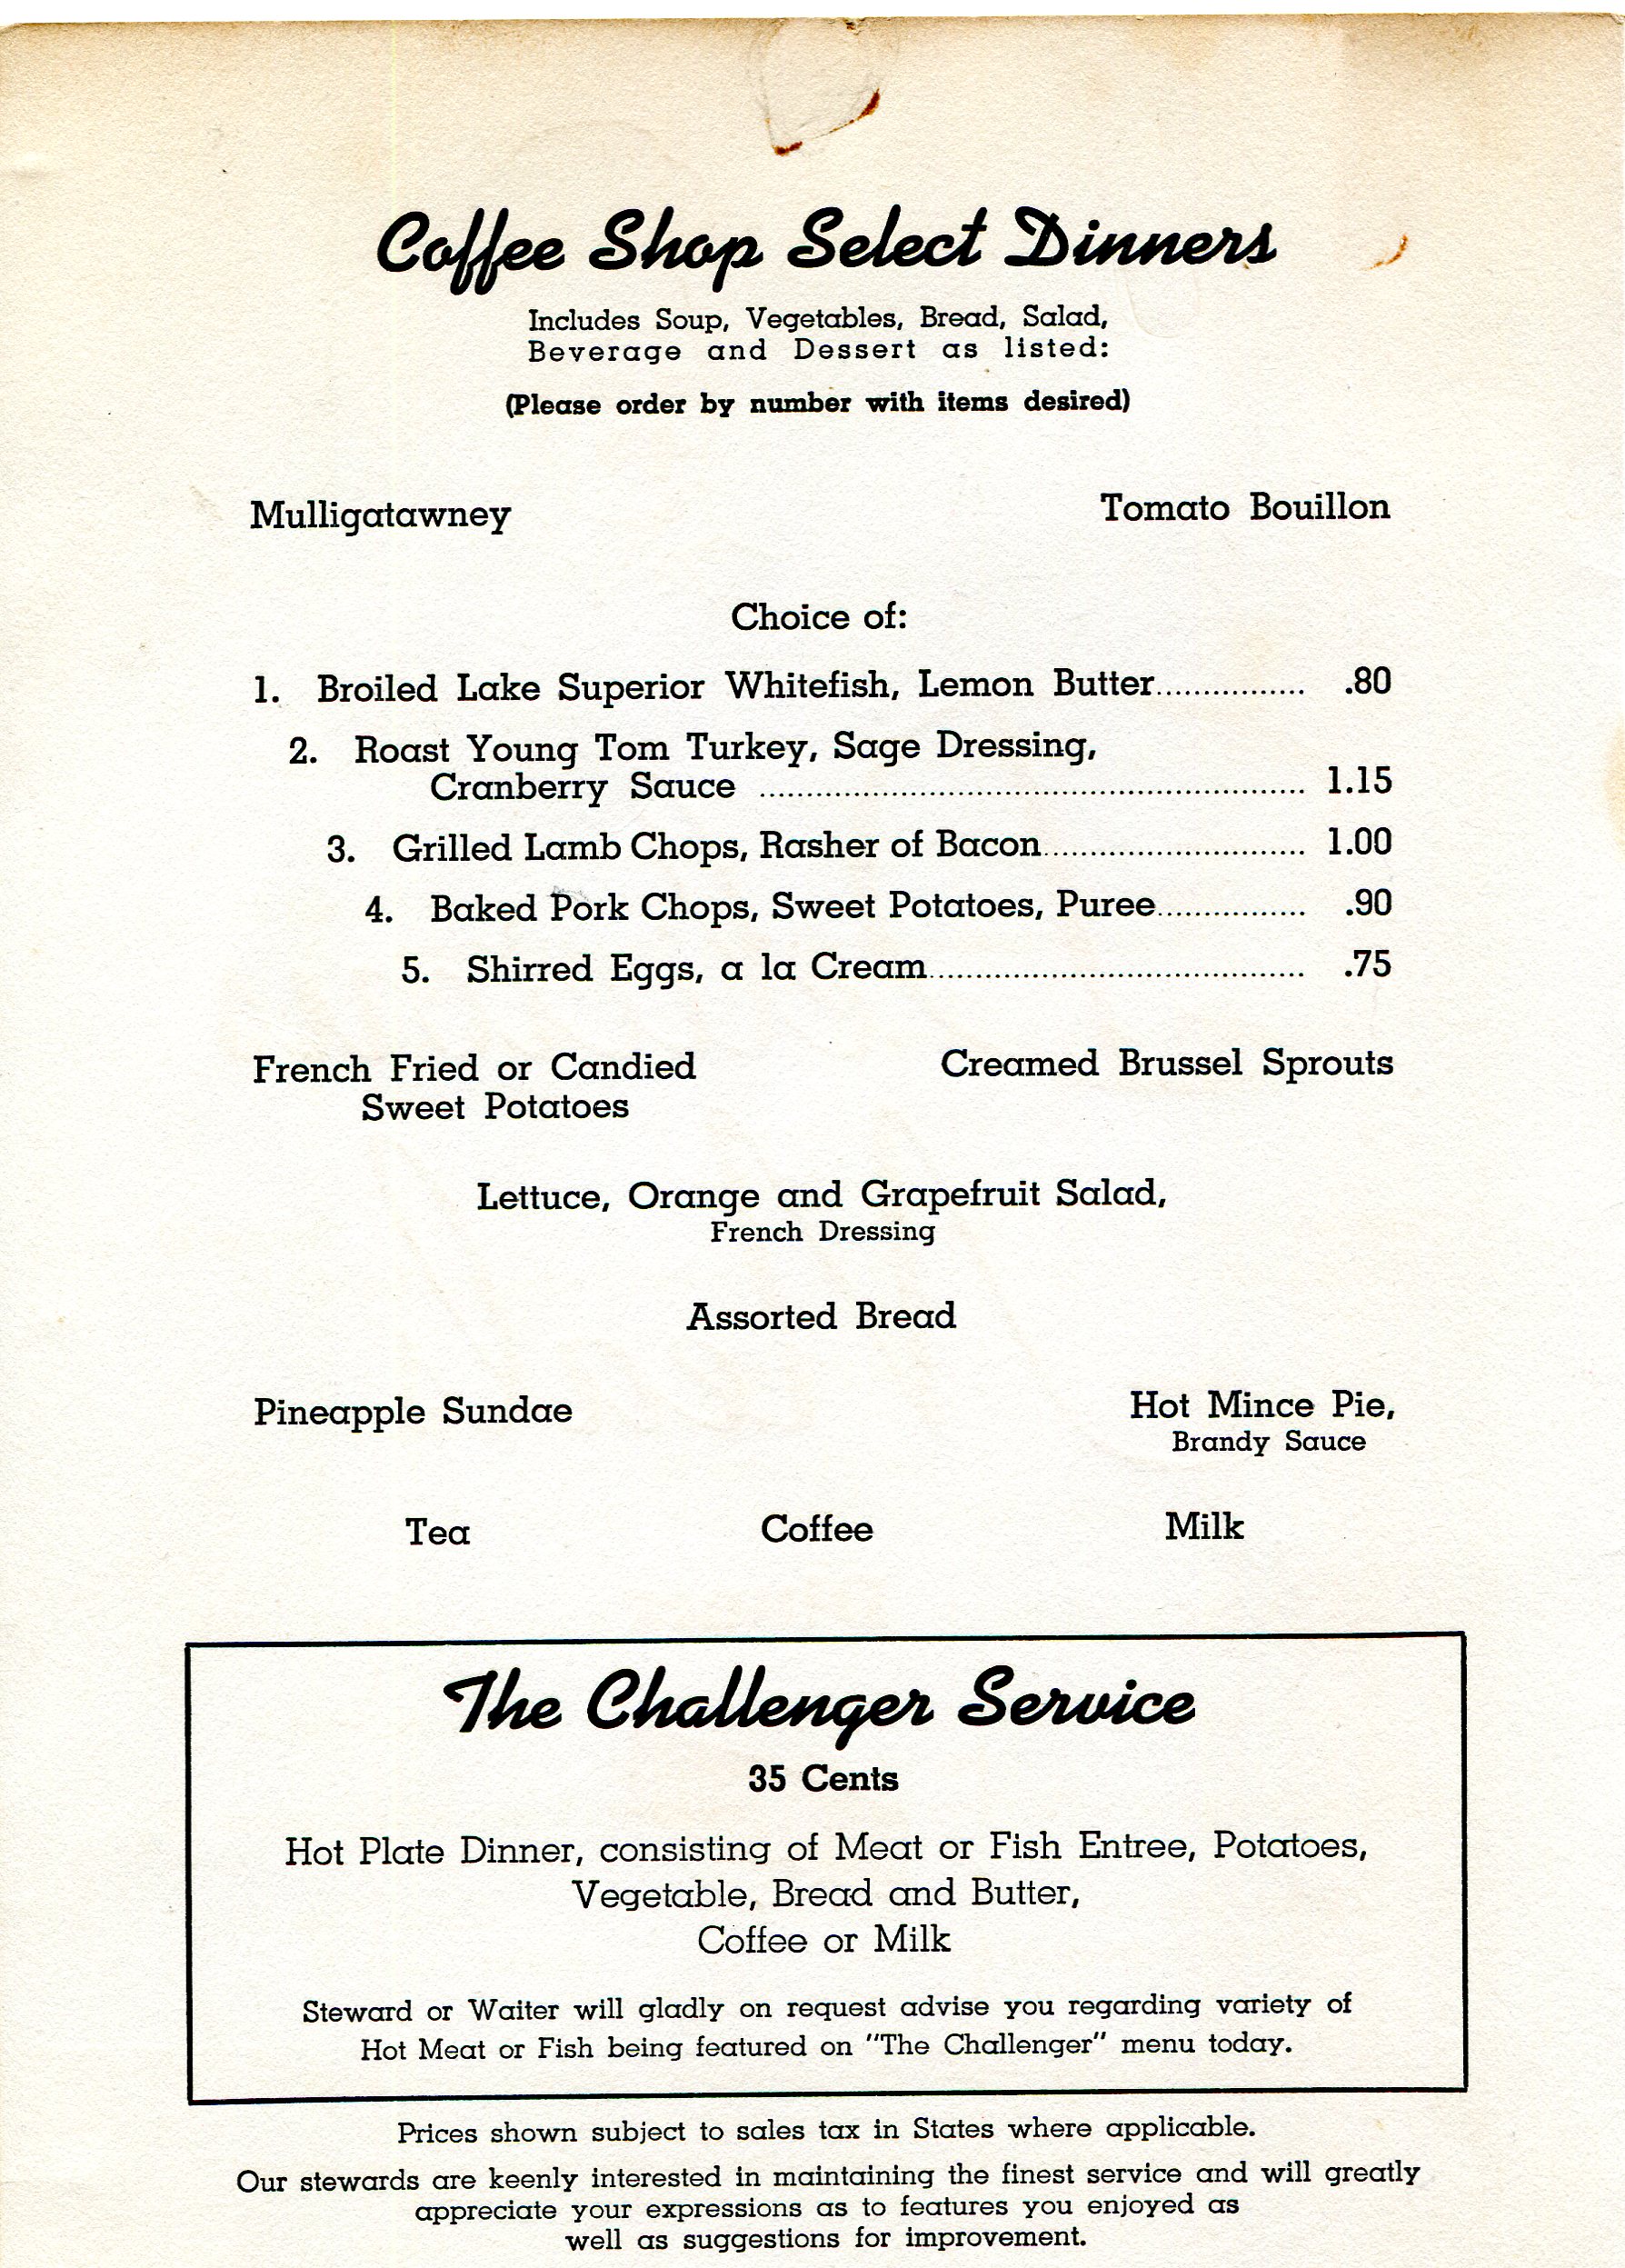 Coffee Shop Select Dinners
Includes Soup, Vegetables, Bread, Salad,
Beverage and Dessert as listed:
(Please order by number with items desired)
Mulligatawney Tomato Bouillon
Choice of:
1. Broiled Lake Superior Whitefish, Lemon Butter................ .80
2. Roast Young Tom Turkey, Sage Dressing,
Cranberry Sauce .......................................................... 1.15
3. Grilled Lamb Chops, Rasher of Bacon............................ 1.00
4. Baked Pork Chops, Sweet Potatoes, Puree................ .90
5. Shirred Eggs, a la Cream........................................ .75
French Fried or Candied Creamed Brussel Sprouts
Sweet Potatoes
Lettuce, Orange and Grapefruit Salad,
French Dressing
Assorted Bread
Pineapple Sundae Hot Mince Pie,
Brandy Sauce
Tea Coffee Milk
The Challenger Service
35 Cents
Hot Plate Dinner, consisting of Meat or Fish Entree, Potatoes,
Vegetable, Bread and Butter,
Coffee or Milk
Steward or Waiter will gladly on request advise you regarding variety of
Hot Meat or Fish being featured on "The Challenger" menu today.
Prices shown subject to sales tax in States where applicable.
Our stewards are keenly interested in maintaining the finest service and will greatly
appreciate your expressions as to features you enjoyed as
well as suggestions for improvement.